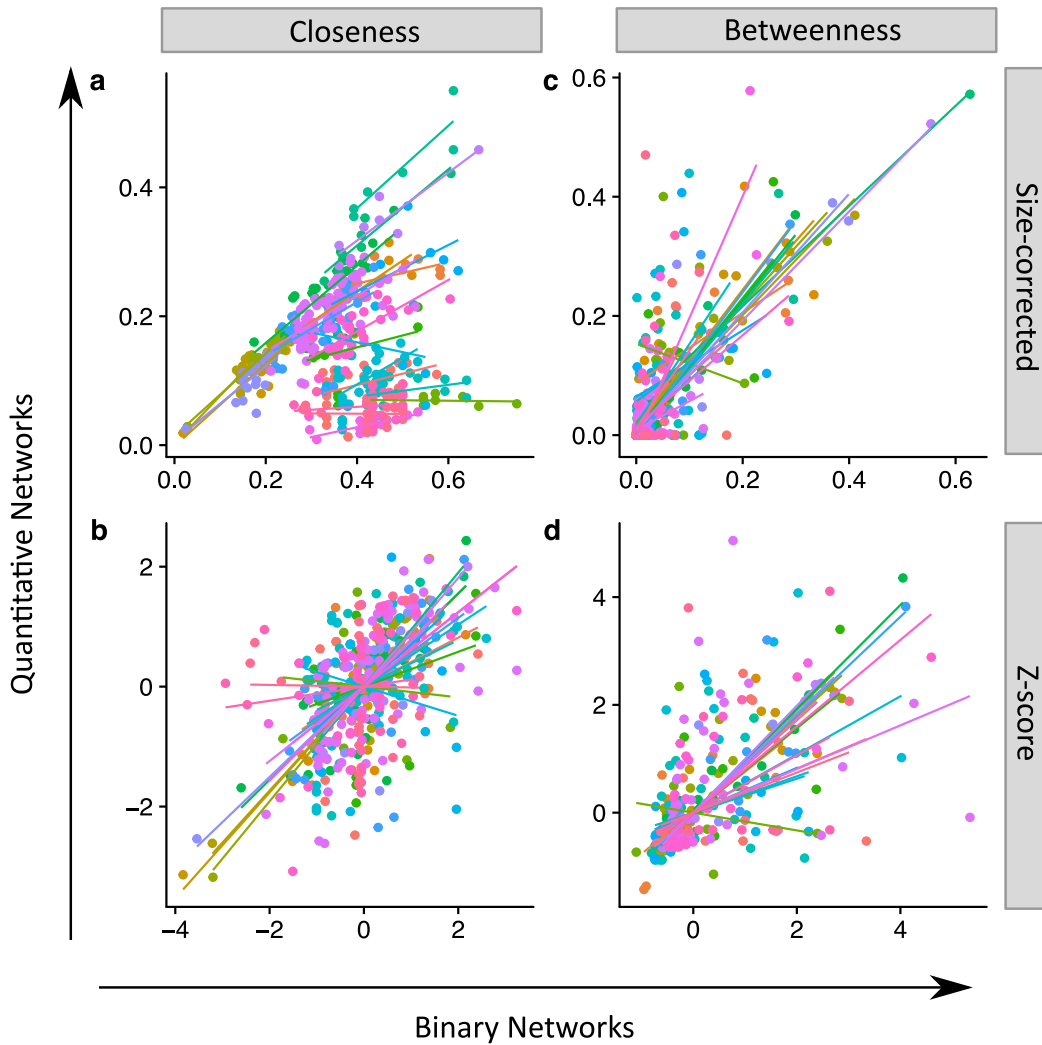 Closeness
Betweenness
a
c
0.6
0.4
0.4
0.2
0.2
0.0
0.0
0.0 0.2 0.4 0.6
0.0 0.2 0.4 0.6
Size-corrected
Quantitative Networks
b
d
2
0
−2
4
2
0
−4 −2 0 2
0 2 4
Z-score
Binary Networks